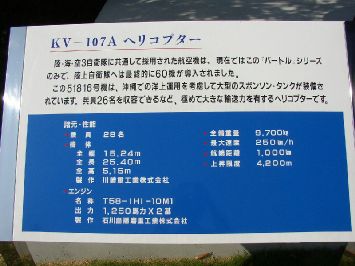 KV-107A ヘリコプター
陸・海・空3自衛隊に共通して採用された航空機は、現在ではこの「バートル」シリーズ
のみで、陸上自衛隊へは最終的に60機が導入されました。
この51816号機は、沖縄での洋上運用を考慮して大型のスポンソン・タンクが装備さ
れています。乗員26名を収容できるなど、極めて大きな輸送力を有するヘリコプターです。
諸元・性能
乗員 28名
機体
全幅 15.24m
全長 25.40m
全高 5.15m
製作 川崎重工業株式会社
エンジン
名称 T58-IHI-10M1
出力 1,250馬力X2基
製作 石川島播磨重工業株式会社
全備重量 9,700kg
最大速度 250km/h
航続距離 1,000km
上昇限度 4,200m